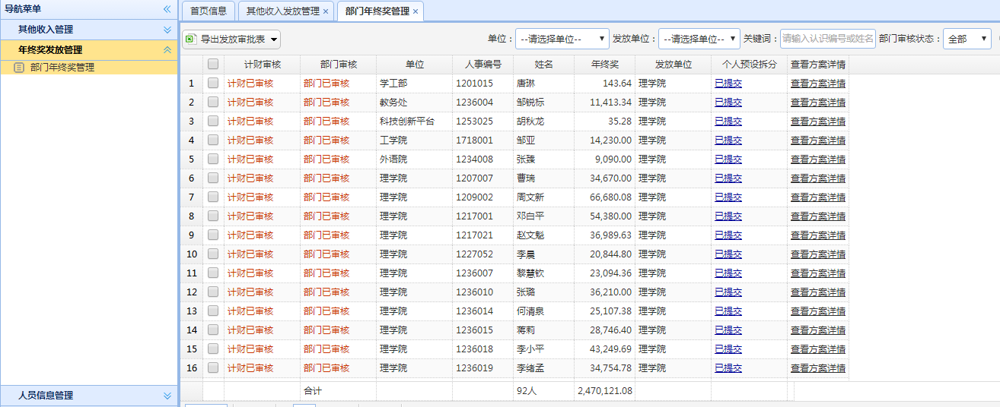 导航菜单
其他收入管理
年终奖发放管理
部门年终奖管理
人员信息管理
首页信息 其他收入发放管理 × 部门年终奖管理 ×
导出发放审批表 单位： --请选择单位-- 发放单位： --请选择单位-- 关键词： 请输入认识编号或姓名 部门审核状态： 全部
计财审核 部门审核 单位 人事编号 姓名 年终奖 发放单位 个人预设拆分 查看方案详情
1 计财已审核 部门已审核 学工部 1201015 唐琳 143.64 理学院 已提交 查看方案详情
2 计财已审核 部门已审核 教务处 1236004 邹锐标 11,413.34 理学院 已提交 查看方案详情
3 计财已审核 部门已审核 科技创新平台 1253025 胡秋龙 35.28 理学院 已提交 查看方案详情
4 计财已审核 部门已审核 工学院 1718001 邹亚 14,230.00 理学院 已提交 查看方案详情
5 计财已审核 部门已审核 外语院 1234008 张臻 9,090.00 理学院 已提交 查看方案详情
6 计财已审核 部门已审核 理学院 1207007 曹瑞 34,670.00 理学院 已提交 查看方案详情
7 计财已审核 部门已审核 理学院 1209002 周文新 66,680.08 理学院 已提交 查看方案详情
8 计财已审核 部门已审核 理学院 1217001 邓白平 54,380.00 理学院 已提交 查看方案详情
9 计财已审核 部门已审核 理学院 1217021 赵文魁 36,989.63 理学院 已提交 查看方案详情
10 计财已审核 部门已审核 理学院 1227052 李晨 20,844.80 理学院 已提交 查看方案详情
11 计财已审核 部门已审核 理学院 1236007 黎慧钦 23,094.36 理学院 已提交 查看方案详情
12 计财已审核 部门已审核 理学院 1236010 张璐 36,210.00 理学院 已提交 查看方案详情
13 计财已审核 部门已审核 理学院 1236014 何清泉 25,107.38 理学院 已提交 查看方案详情
14 计财已审核 部门已审核 理学院 1236015 蒋莉 28,746.40 理学院 已提交 查看方案详情
15 计财已审核 部门已审核 理学院 1236018 李小平 43,249.69 理学院 已提交 查看方案详情
16 计财已审核 部门已审核 理学院 1236019 李绪孟 34,754.78 理学院 已提交 查看方案详情
合计 92人 2,470,121.08